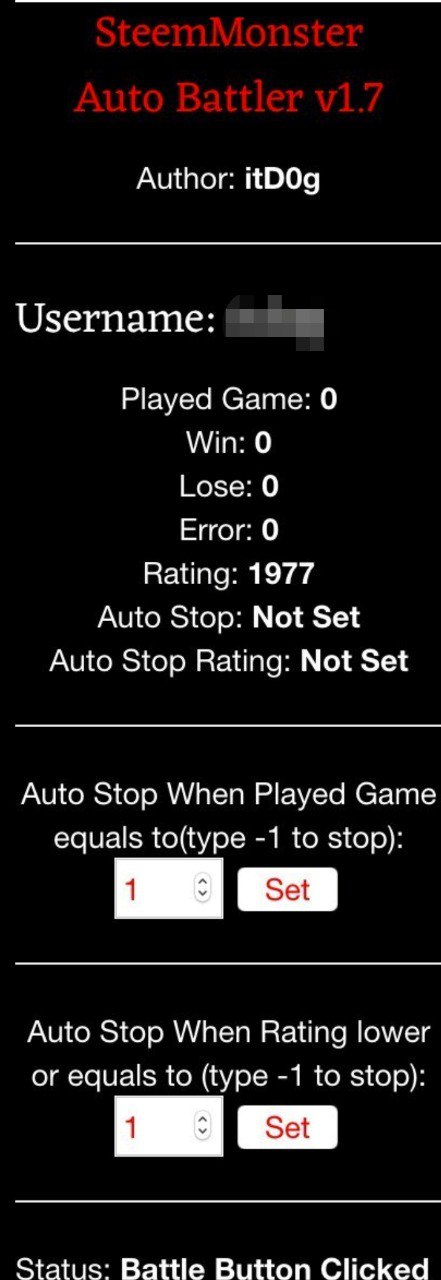 SteemMonster
Auto Battler v1.7
Author: itD0g
Username:
Played Game: 0
Win: 0
Lose: 0
Error: 0
Rating: 1977
Auto Stop: Not Set
Auto Stop Rating: Not Set
Auto Stop When Played Game
equals to(type -1 to stop):
1 Set
Auto Stop When Rating lower
or equals to (type -1 to stop):
1 Set
Status: Battle Button Clicked